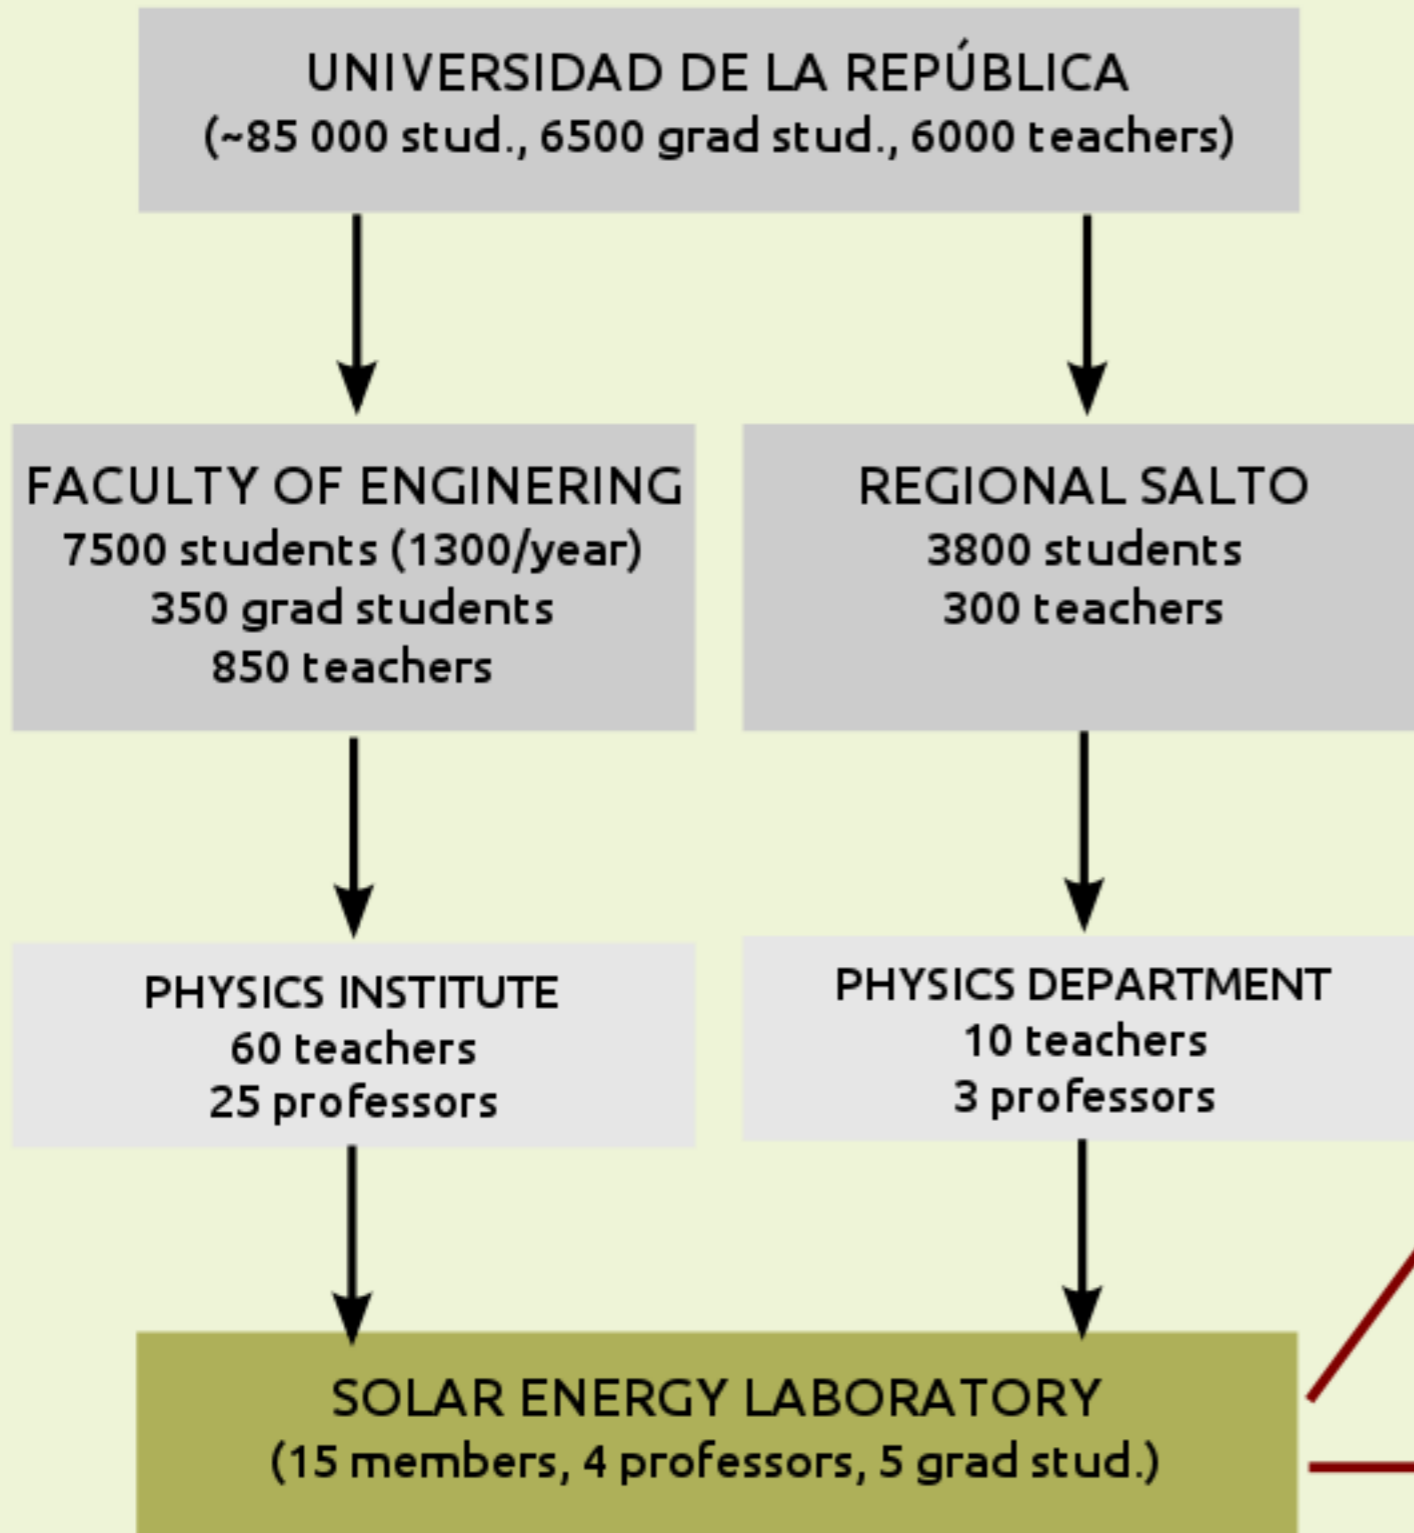 UNIVERSIDAD DE LA REPÚBLICA
(~85 000 stud., 6500 grad stud., 6000 teachers)
FACULTY OF ENGINERING
7500 students (1300/year)
350 grad students
850 teachers
REGIONAL SALTO
3800 students
300 teachers
PHYSICS INSTITUTE
60 teachers
25 professors
PHYSICS DEPARTMENT
10 teachers
3 professors
SOLAR ENERGY LABORATORY
(15 members, 4 professors, 5 grad stud.)